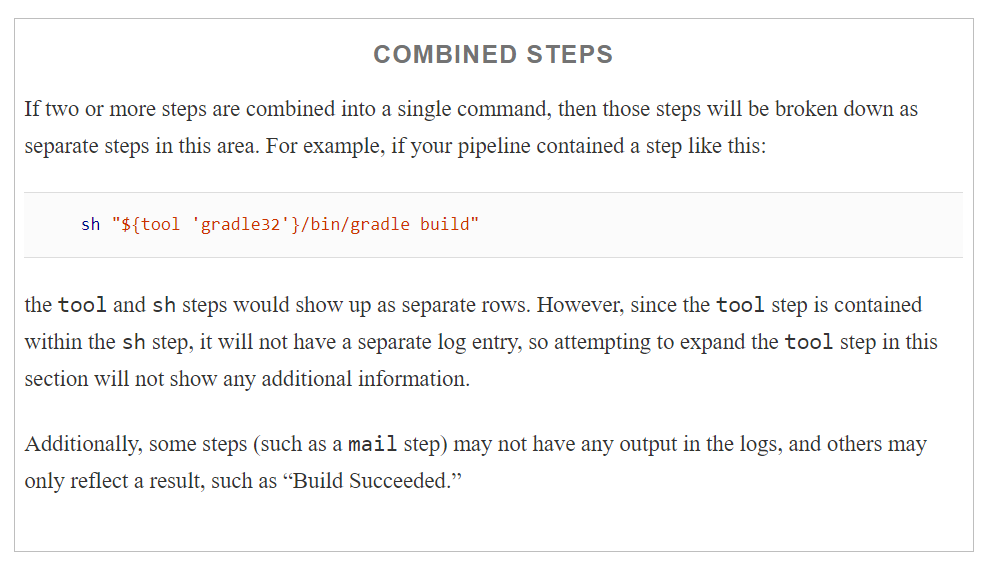 COMBINED STEPS
If two or more steps are combined into a single command, then those steps will be broken down as
separate steps in this area. For example, if your pipeline contained a step like this:
sh "${tool 'gradle32'}/bin/gradle build"
the tool and sh steps would show up as separate rows. However, since the tool step is contained
within the sh step, it will not have a separate log entry, so attempting to expand the tool step in this
section will not show any additional information.
Additionally, some steps (such as a mail step) may not have any output in the logs, and others may
only reflect a result, such as “Build Succeeded.”